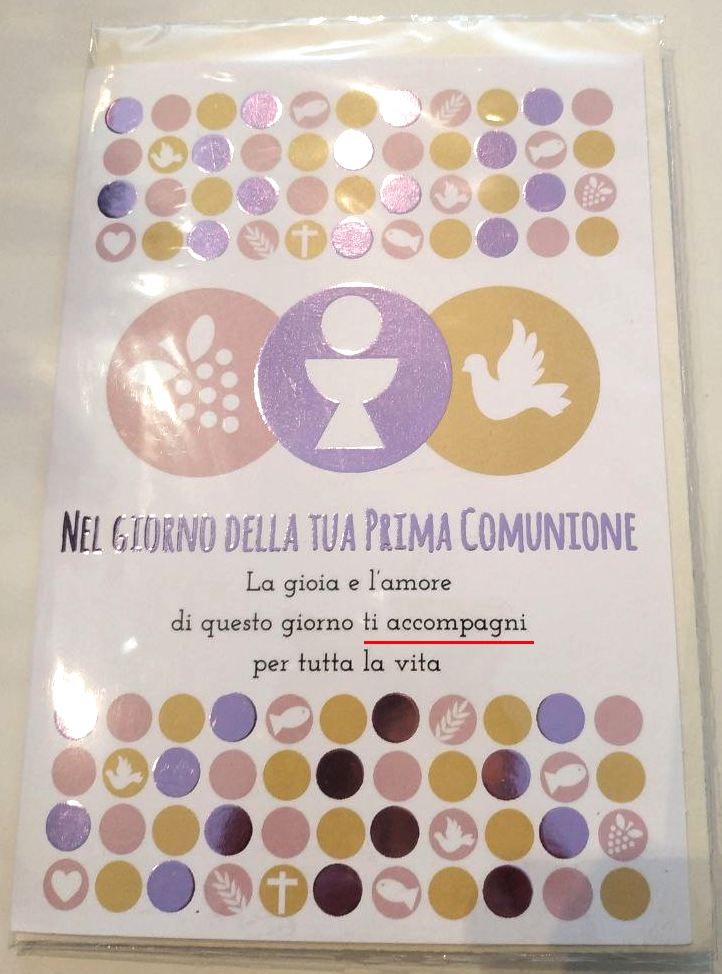 Nel giorno della tua Prima Comunione
La gioia e l'amore
di questo giorno ti accompagni
per tutta la vita